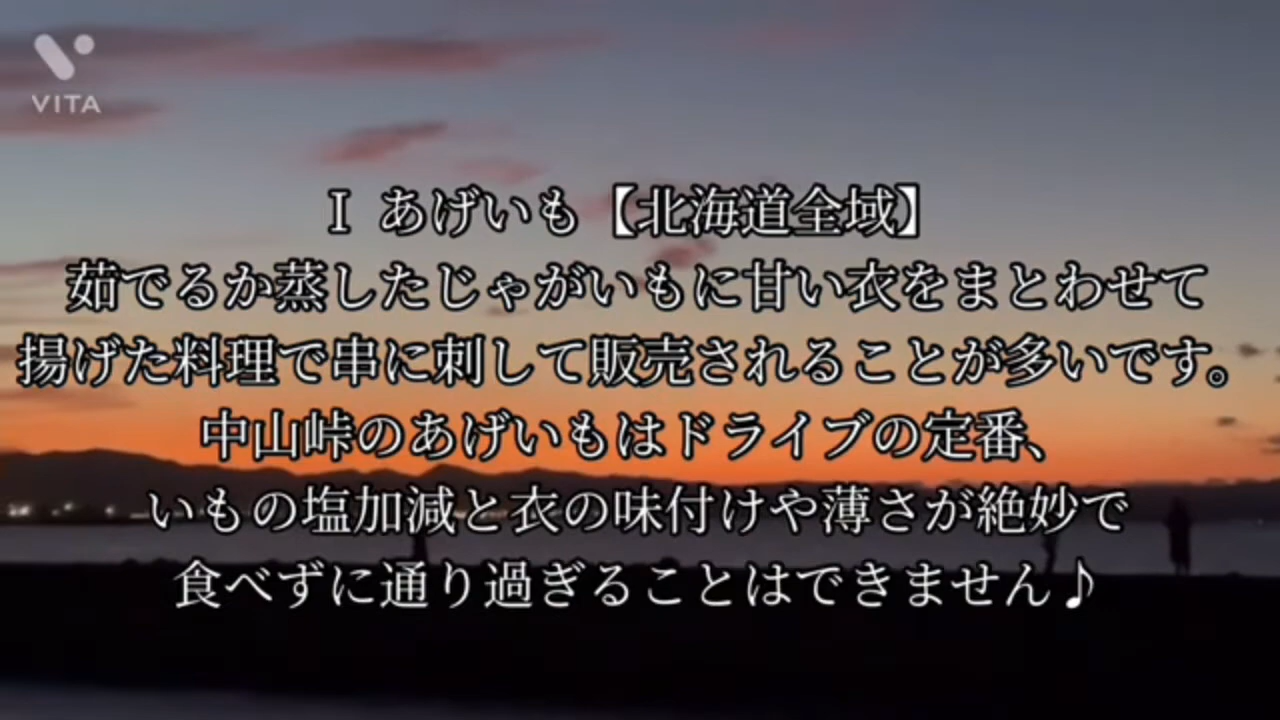 VITA
I あげいも【北海道全域】
茹でるか蒸したじゃがいもに甘い衣をまとわせて
揚げた料理で串に刺して販売されることが多いです。
中山峠のあげいもはドライブの定番、
いもの塩加減と衣の味付けや薄さが絶妙で
食べずに通り過ぎることはできません♪